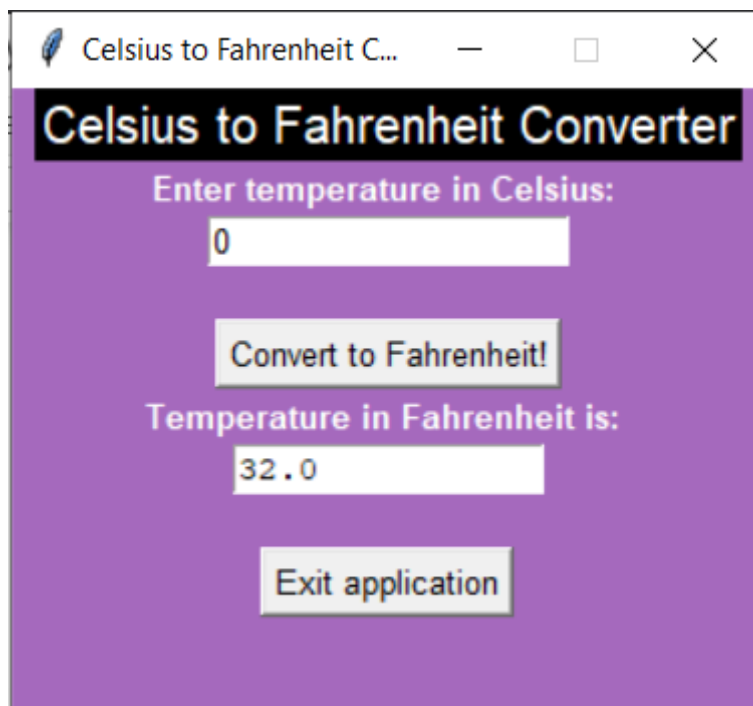 Celsius to Fahrenheit C...
Celsius to Fahrenheit Converter
Enter temperature in Celsius:
0
Convert to Fahrenheit!
Temperature in Fahrenheit is:
32.0
Exit application